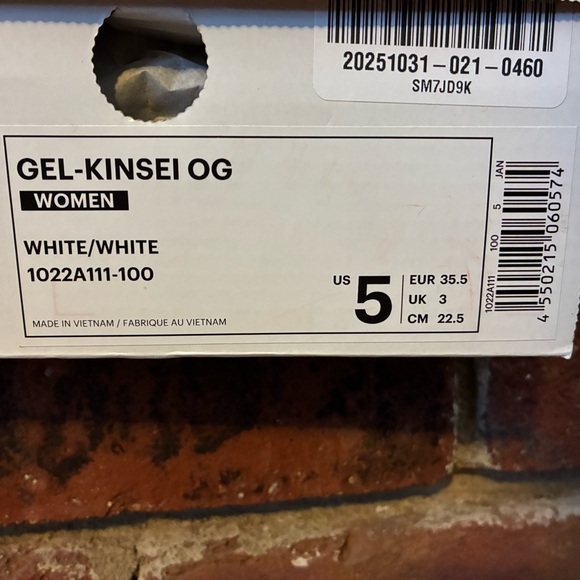 20251031-021-0460
SM7JD9K
GEL-KINSEI OG
WOMEN
WHITE/WHITE
1022A111-100
US 5
EUR 35.5
UK 3
CM 22.5
MADE IN VIETNAM / FABRIQUE AU VIETNAM
1022A111 100 5 JAN
4 550215 060574